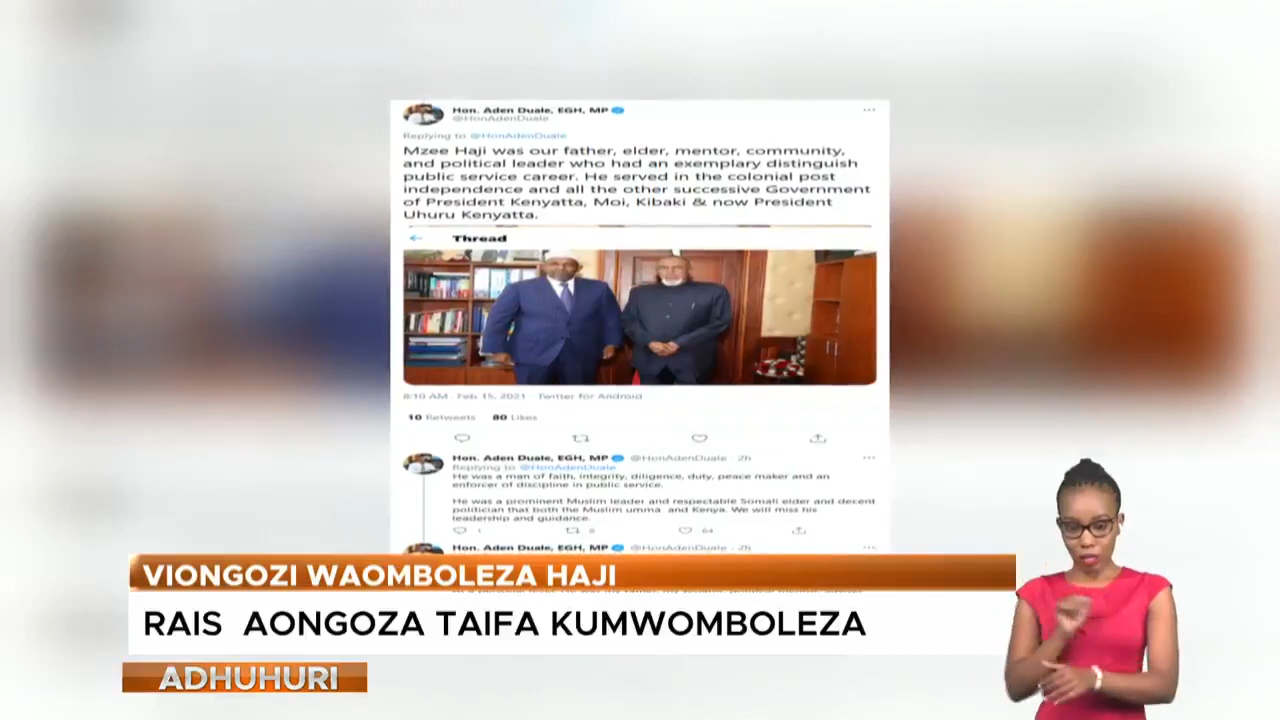 Hon. Aden Duale, EGH, MP
@HonAdenDuale
Replying to @HonAdenDuale
Mzee Haji was our father, elder, mentor, community,
and political leader who had an exemplary distinguish
public service career. He served in the colonial post
independence and all the other successive Government
of President Kenyatta, Moi, Kibaki & now President
Uhuru Kenyatta.
Thread
8:10 AM · Feb 15, 2021 · Twitter for Android
10 Retweets 80 Likes
Hon. Aden Duale, EGH, MP @HonAdenDuale · 2h
Replying to @HonAdenDuale
He was a man of faith, integrity, diligence, duty, peace maker and an
enforcer of discipline in public service.
He was a prominent Muslim leader and respectable Somali elder and decent
politician that both the Muslim umma and Kenya. We will miss his
leadership and guidance.
1 8 64
Hon. Aden Duale, EGH, MP @HonAdenDuale · 2h
VIONGOZI WAOMBOLEZA HAJI
RAIS AONGOZA TAIFA KUMWOMBOLEZA
ADHUHURI